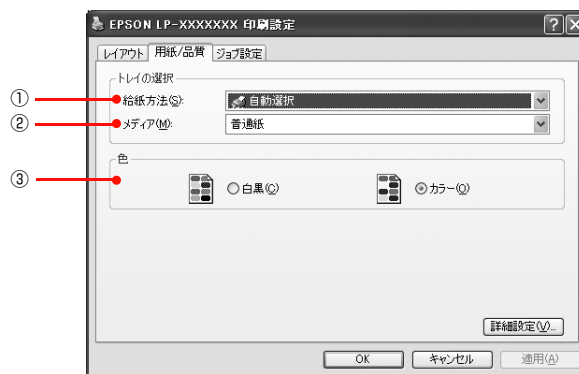 EPSON LP-XXXXXXX 印刷設定
レイアウト 用紙/品質 ジョブ設定
トレイの選択
① 給紙方法(S): 自動選択
② メディア(M): 普通紙
色
③ 白黒(C) カラー(O)
詳細設定(V)...
OK キャンセル 適用(A)